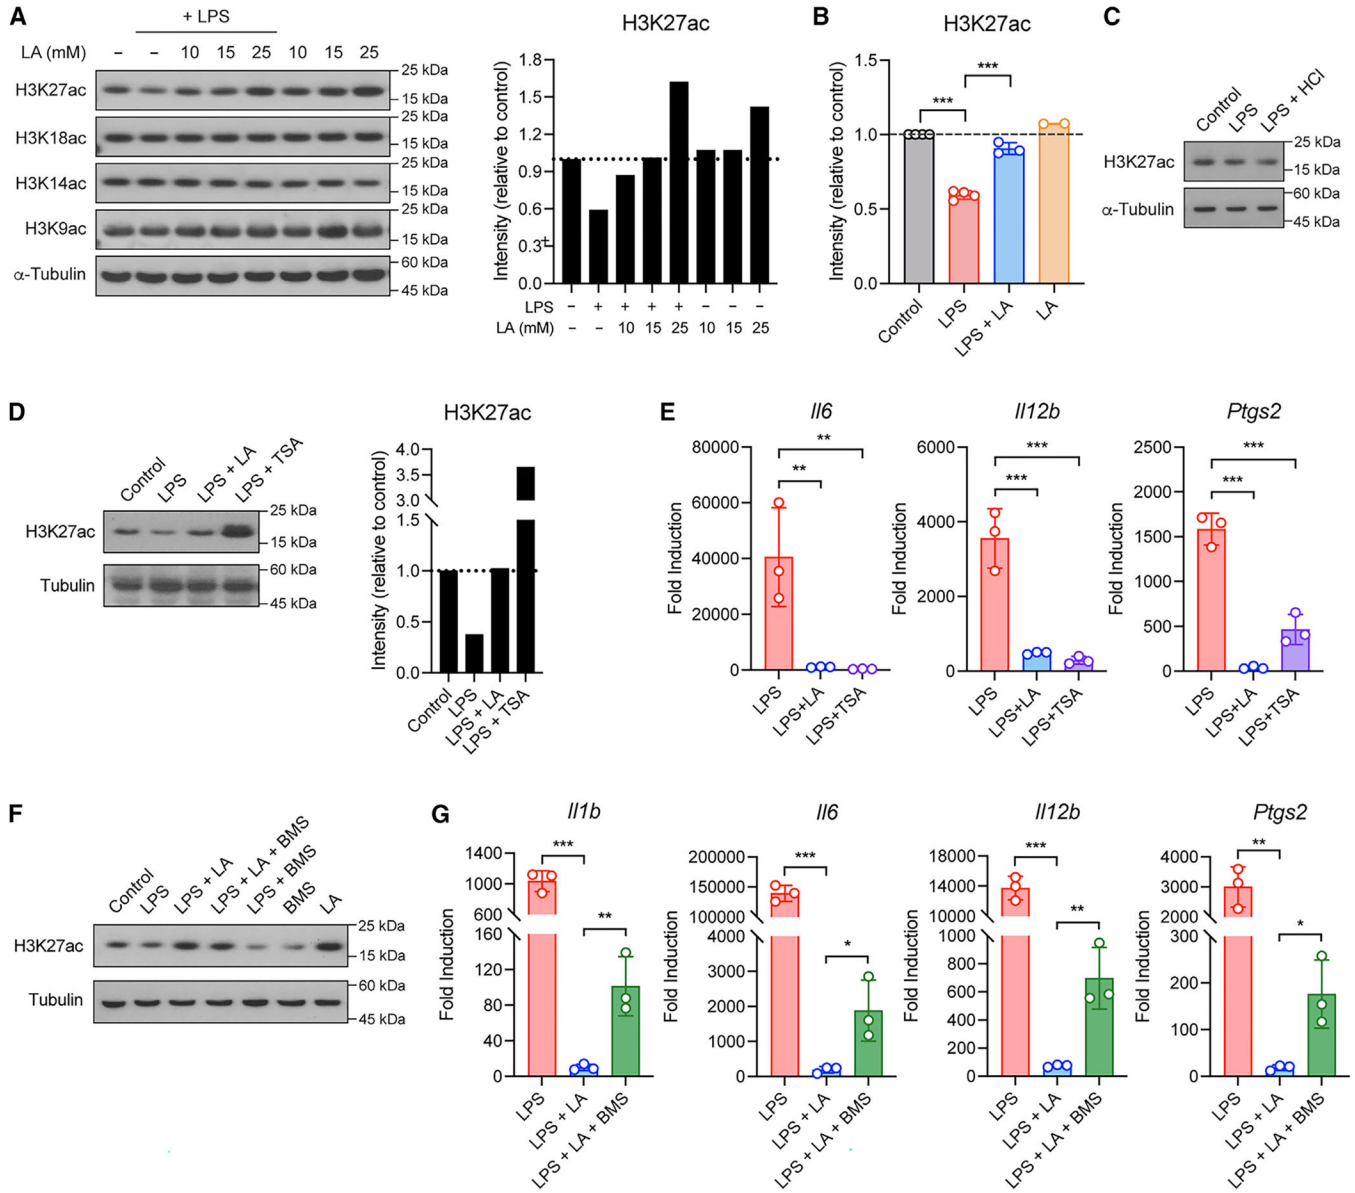 A
+ LPS
LA (mM) – – 10 15 25 10 15 25
H3K27ac
25 kDa
15 kDa
H3K18ac
25 kDa
15 kDa
H3K14ac
25 kDa
15 kDa
H3K9ac
25 kDa
15 kDa
α-Tubulin
60 kDa
45 kDa
H3K27ac
Intensity (relative to control)
1.8
1.5
1.2
0.9
0.6
0.3
0.0
LPS – + + + + – – –
LA (mM) – – 10 15 25 10 15 25
B
H3K27ac
Intensity (relative to control)
1.5
1.0
0.5
0.0
***
***
Control
LPS
LPS + LA
LA
C
Control
LPS
LPS + HCl
H3K27ac
25 kDa
15 kDa
α-Tubulin
60 kDa
45 kDa
D
Control
LPS
LPS + LA
LPS + TSA
H3K27ac
25 kDa
15 kDa
Tubulin
60 kDa
45 kDa
H3K27ac
Intensity (relative to control)
4.0
3.5
3.0
1.5
1.0
0.5
0.0
Control
LPS
LPS + LA
LPS + TSA
E
Il6
Fold Induction
80000
60000
40000
20000
0
**
**
LPS
LPS+LA
LPS+TSA
Il12b
Fold Induction
6000
4000
2000
0
***
***
LPS
LPS+LA
LPS+TSA
Ptgs2
Fold Induction
2500
2000
1500
1000
500
0
***
***
LPS
LPS+LA
LPS+TSA
F
Control
LPS
LPS + LA
LPS + LA + BMS
LPS + BMS
BMS
LA
H3K27ac
25 kDa
15 kDa
Tubulin
60 kDa
45 kDa
G
Il1b
Fold Induction
1400
1000
600
160
120
80
40
0
***
**
LPS
LPS + LA
LPS + LA + BMS
Il6
Fold Induction
200000
150000
100000
4000
3000
2000
1000
0
***
*
LPS
LPS + LA
LPS + LA + BMS
Il12b
Fold Induction
18000
14000
10000
1000
800
600
400
200
0
***
**
LPS
LPS + LA
LPS + LA + BMS
Ptgs2
Fold Induction
4000
3000
2000
300
200
100
0
**
*
LPS
LPS + LA
LPS + LA + BMS